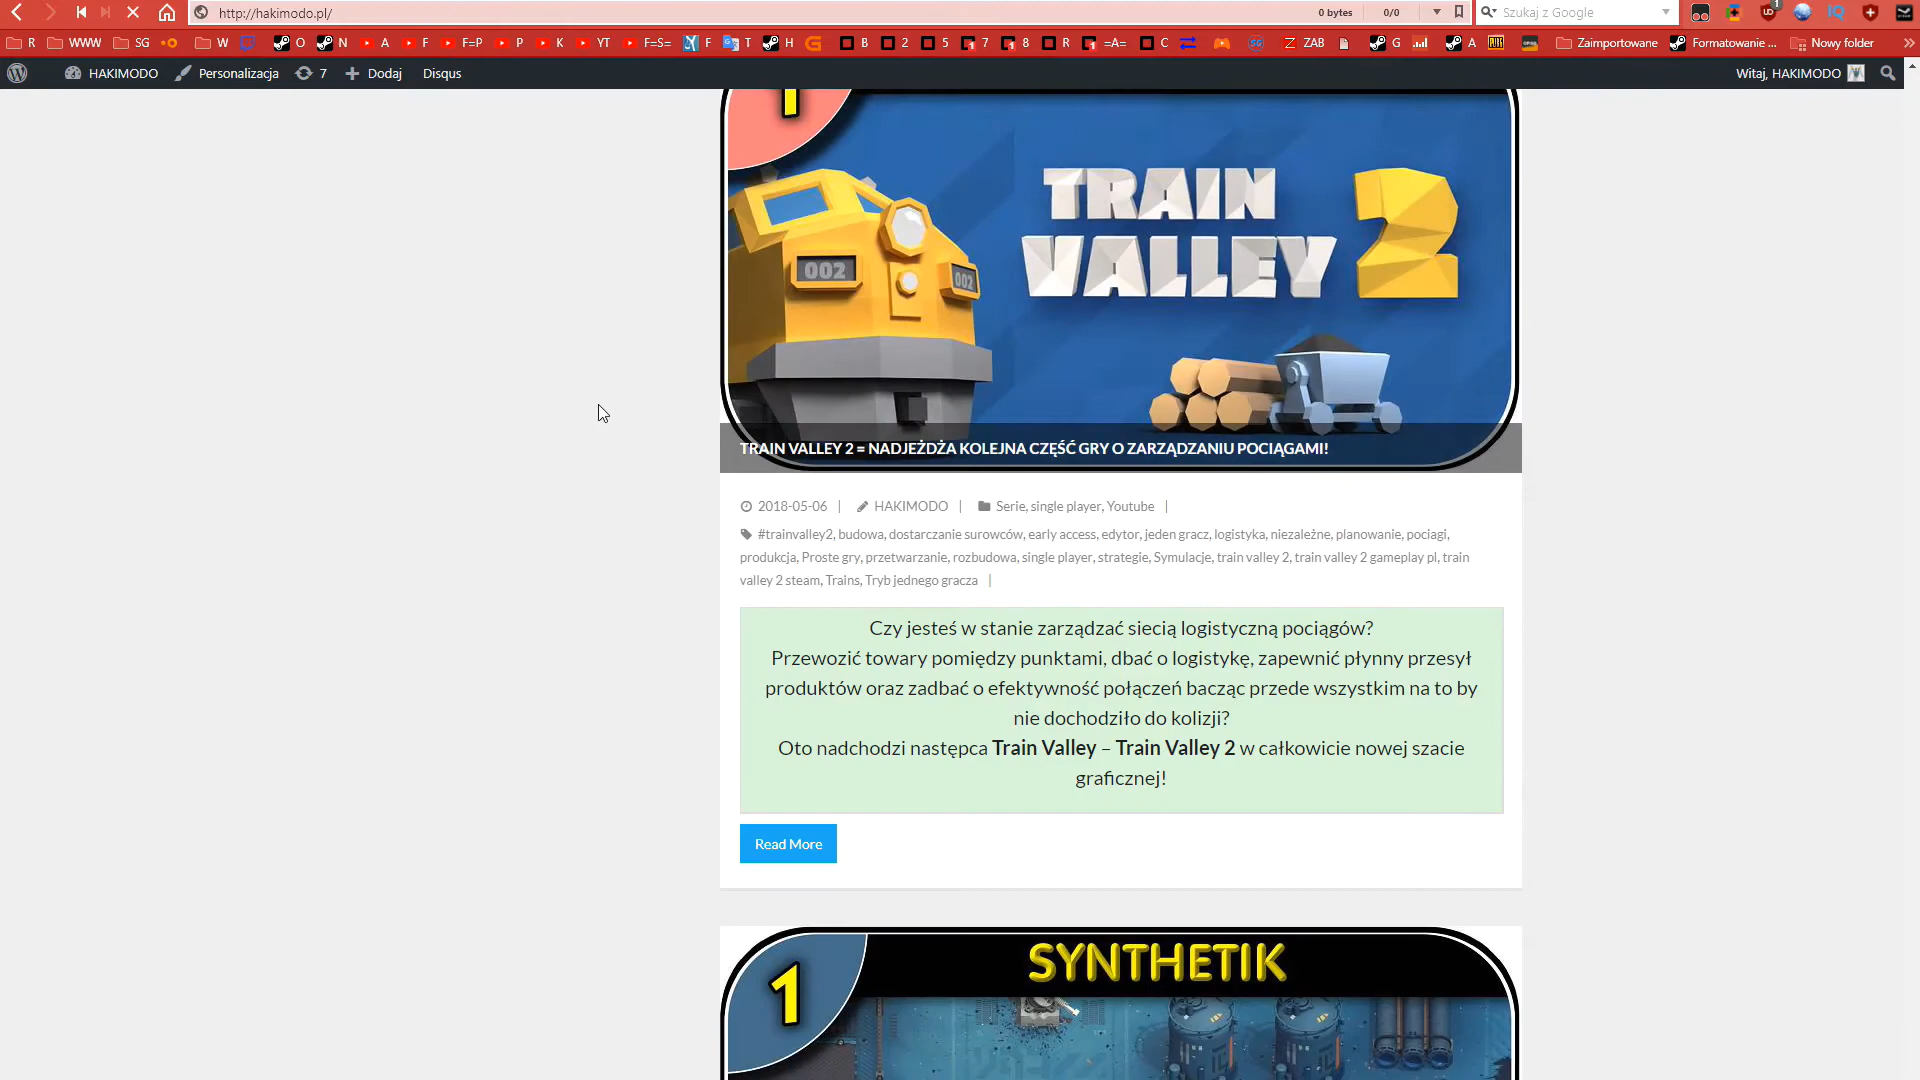 http://hakimodo.pl/ 0 bytes 0/0 Szukaj z Google
R WWW SG W O N A F F=P P K YT F=S= F T H B 2 5 7 8 R =A= C ZAB G A Zaimportowane Formatowanie ... Nowy folder
HAKIMODO Personalizacja 7 Dodaj Disqus Witaj, HAKIMODO
1
TRAIN
VALLEY 2
002 002
TRAIN VALLEY 2 = NADJEŻDŻA KOLEJNA CZĘŚĆ GRY O ZARZĄDZANIU POCIĄGAMI!
2018-05-06 | HAKIMODO | Serie, single player, Youtube |
#trainvalley2, budowa, dostarczanie surowców, early access, edytor, jeden gracz, logistyka, niezależne, planowanie, pociagi,
produkcja, Proste gry, przetwarzanie, rozbudowa, single player, strategie, Symulacje, train valley 2, train valley 2 gameplay pl, train
valley 2 steam, Trains, Tryb jednego gracza |
Czy jesteś w stanie zarządzać siecią logistyczną pociągów?
Przewozić towary pomiędzy punktami, dbać o logistykę, zapewnić płynny przesył
produktów oraz zadbać o efektywność połączeń bacząc przede wszystkim na to by
nie dochodziło do kolizji?
Oto nadchodzi następca Train Valley – Train Valley 2 w całkowicie nowej szacie
graficznej!
Read More
SYNTHETIK
1